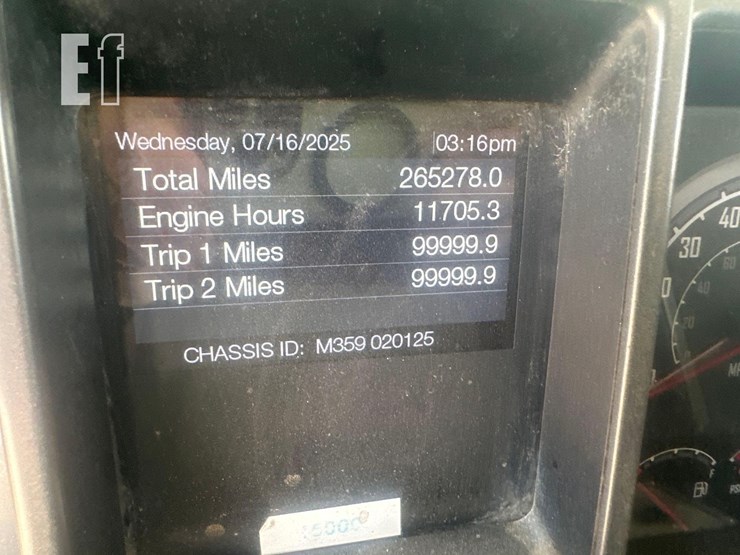 Ef
Wednesday, 07/16/2025 03:16pm
Total Miles 265278.0
Engine Hours 11705.3
Trip 1 Miles 99999.9
Trip 2 Miles 99999.9
CHASSIS ID: M359 020125
30
40
F